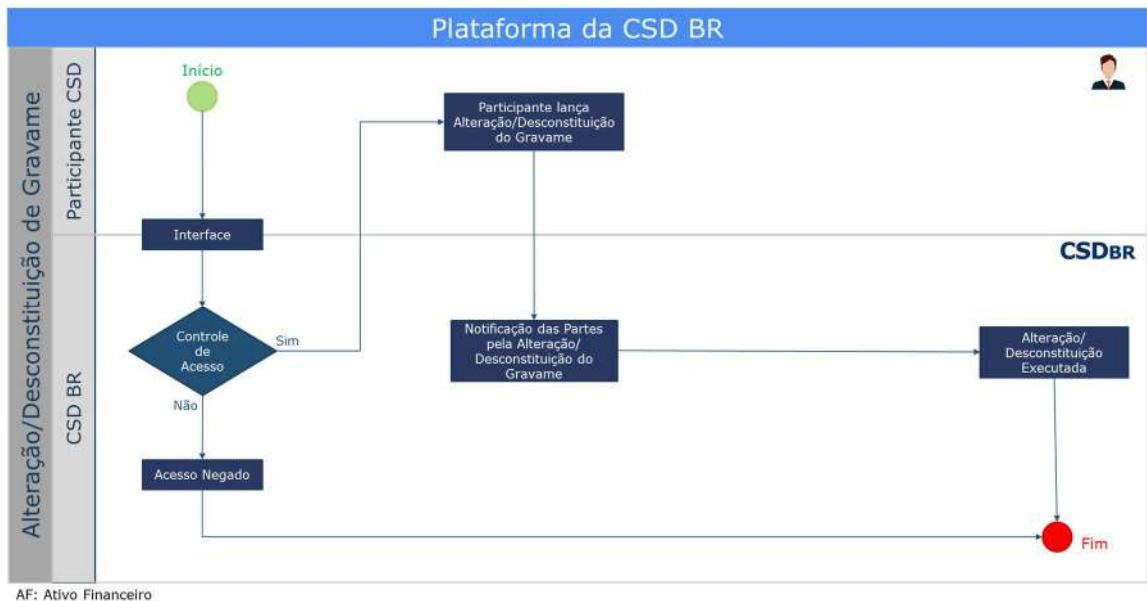 Plataforma da CSD BR
Alteração/Desconstituição de Gravame
Participante CSD
Início
Participante lança
Alteração/Desconstituição
do Gravame
Interface
CSD BR
CSDBR
Controle
de
Acesso
Sim
Não
Notificação das Partes
pela Alteração/
Desconstituição do
Gravame
Alteração/
Desconstituição
Executada
Acesso Negado
Fim
AF: Ativo Financeiro